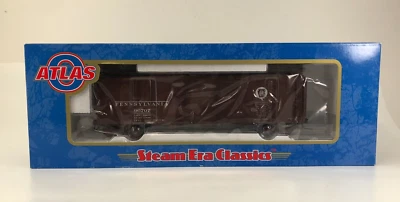 ATLAS
O
PENNSYLVANIA
Steam Era Classics